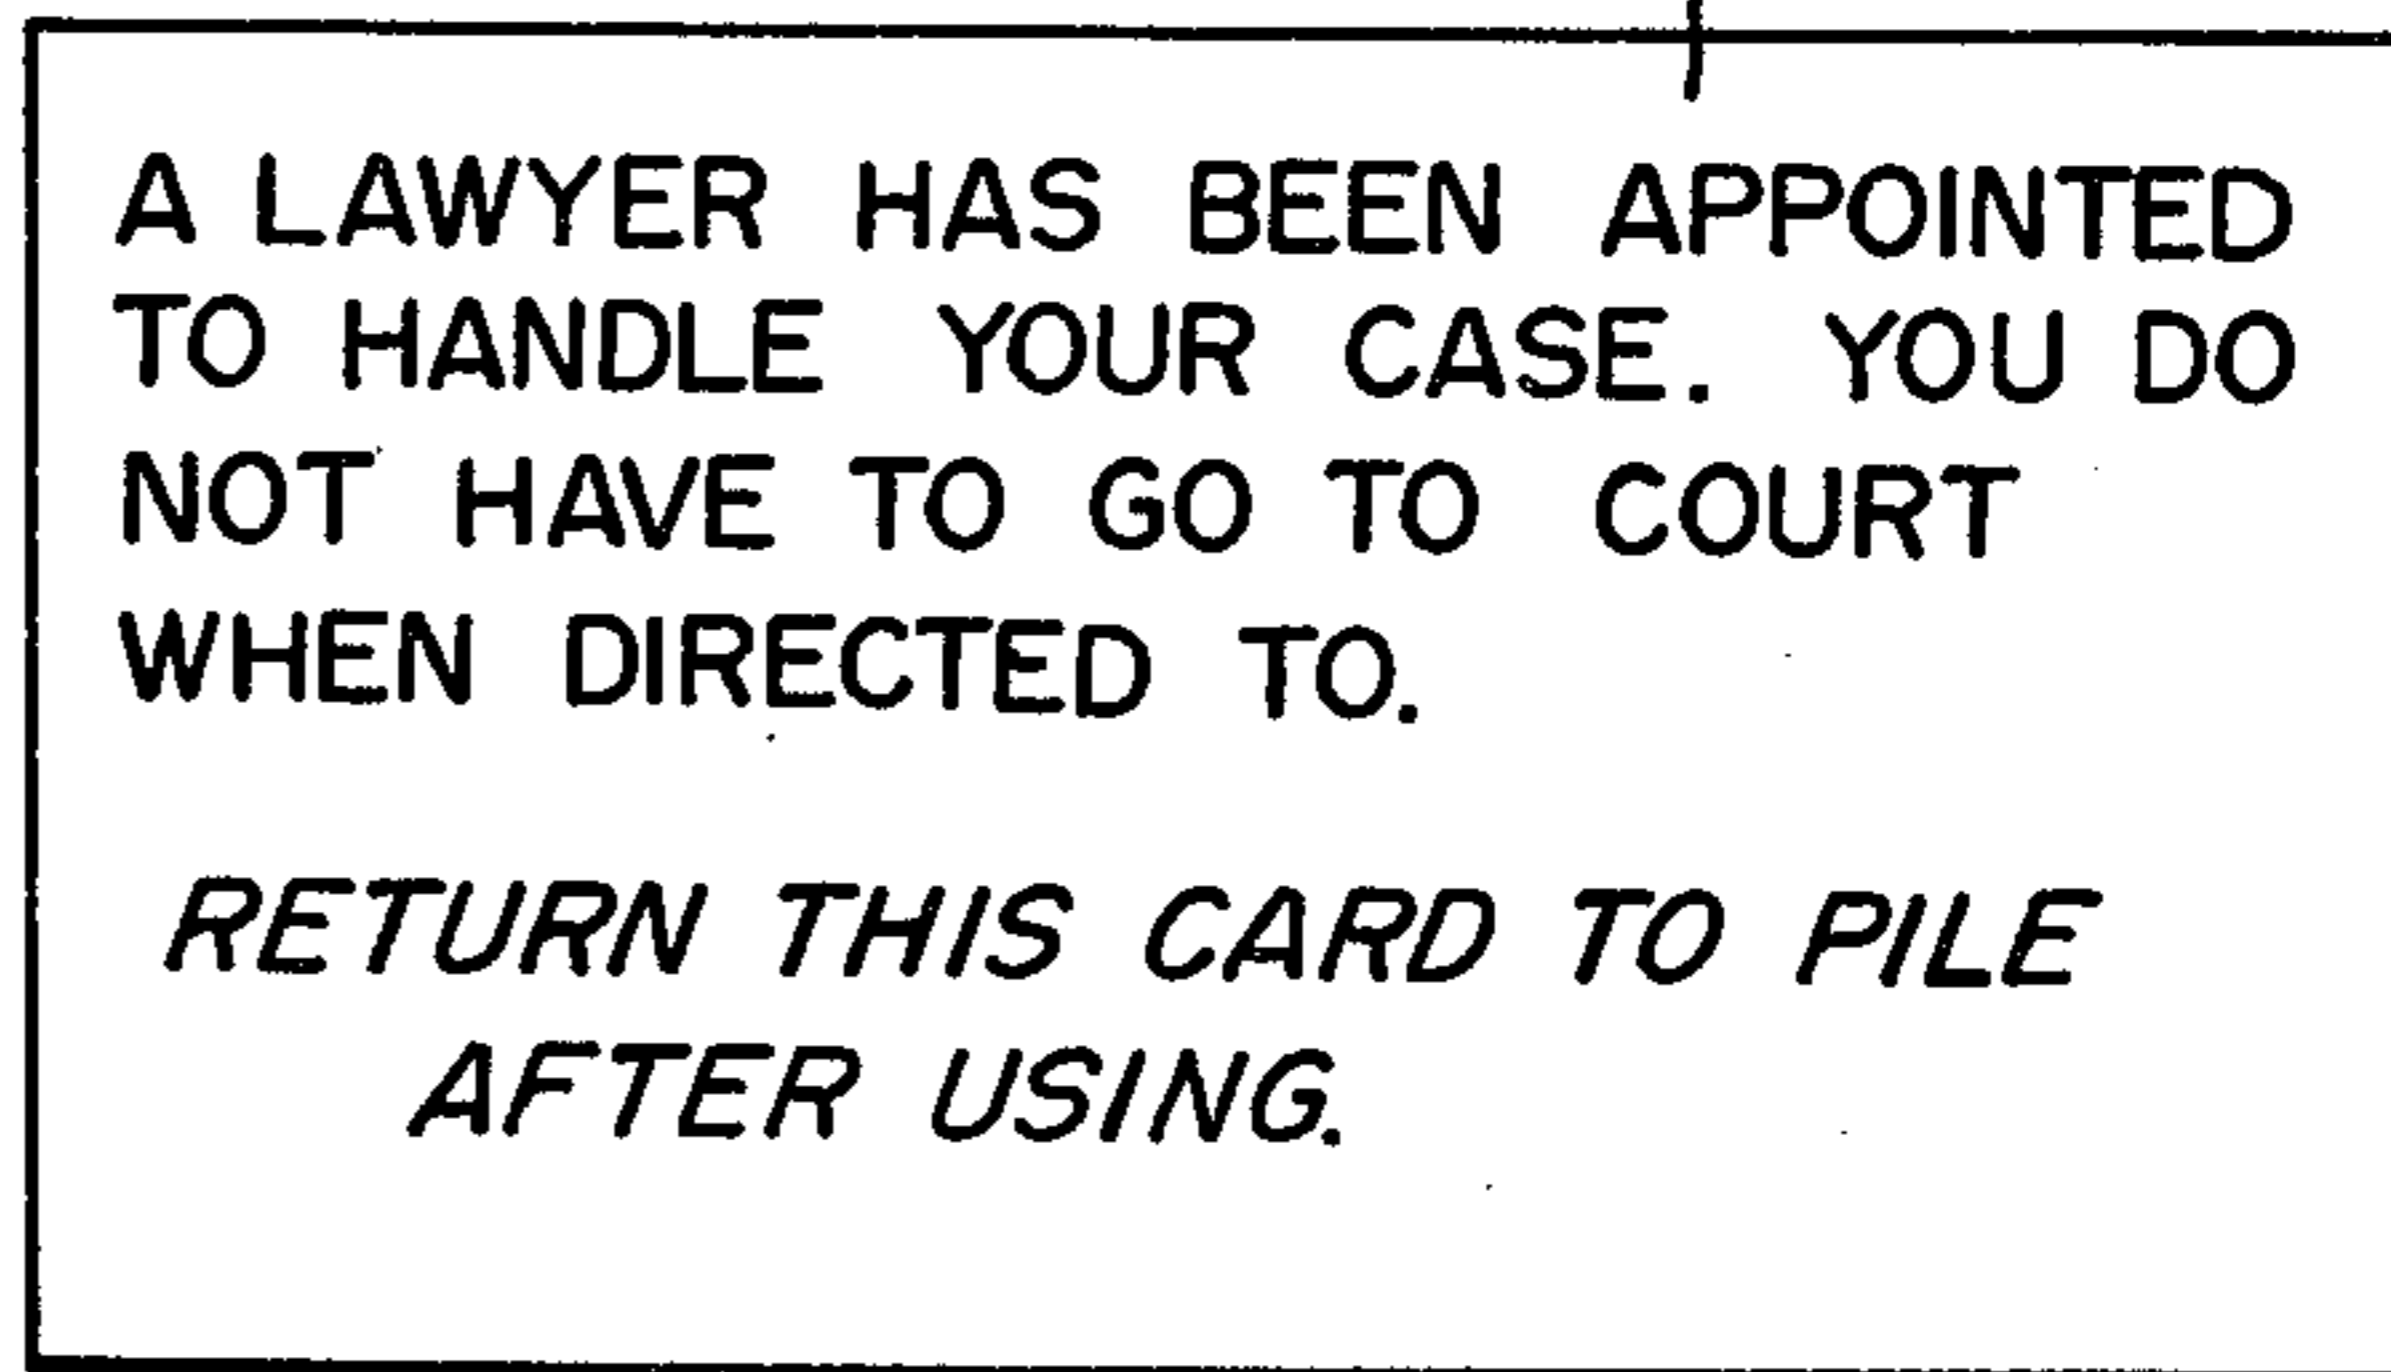 A LAWYER HAS BEEN APPOINTED
TO HANDLE YOUR CASE. YOU DO
NOT HAVE TO GO TO COURT
WHEN DIRECTED TO.
RETURN THIS CARD TO PILE
AFTER USING.